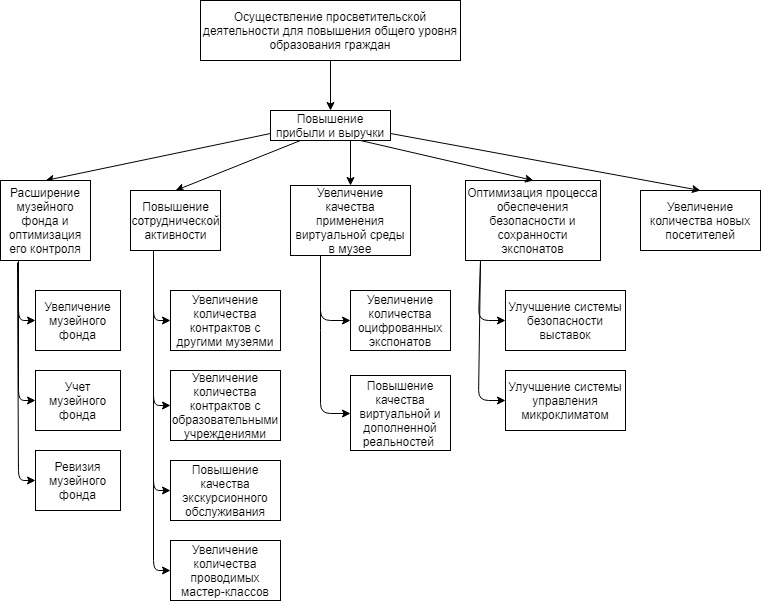 Осуществление просветительской
деятельности для повышения общего уровня
образования граждан
Повышение
прибыли и выручки
Расширение
музейного
фонда и
оптимизация
его контроля
Повышение
сотруднической
активности
Увеличение
качества
применения
виртуальной среды
в музее
Оптимизация процесса
обеспечения
безопасности и
сохранности
экспонатов
Увеличение
количества новых
посетителей
Увеличение
музейного
фонда
Учет
музейного
фонда
Ревизия
музейного
фонда
Увеличение
количества
контрактов с
другими музеями
Увеличение
количества
контрактов с
образовательными
учреждениями
Повышение
качества
экскурсионного
обслуживания
Увеличение
количества
проводимых
мастер-классов
Увеличение
количества
оцифрованных
экспонатов
Повышение
качества
виртуальной и
дополненной
реальностей
Улучшение системы
безопасности
выставок
Улучшение системы
управления
микроклиматом